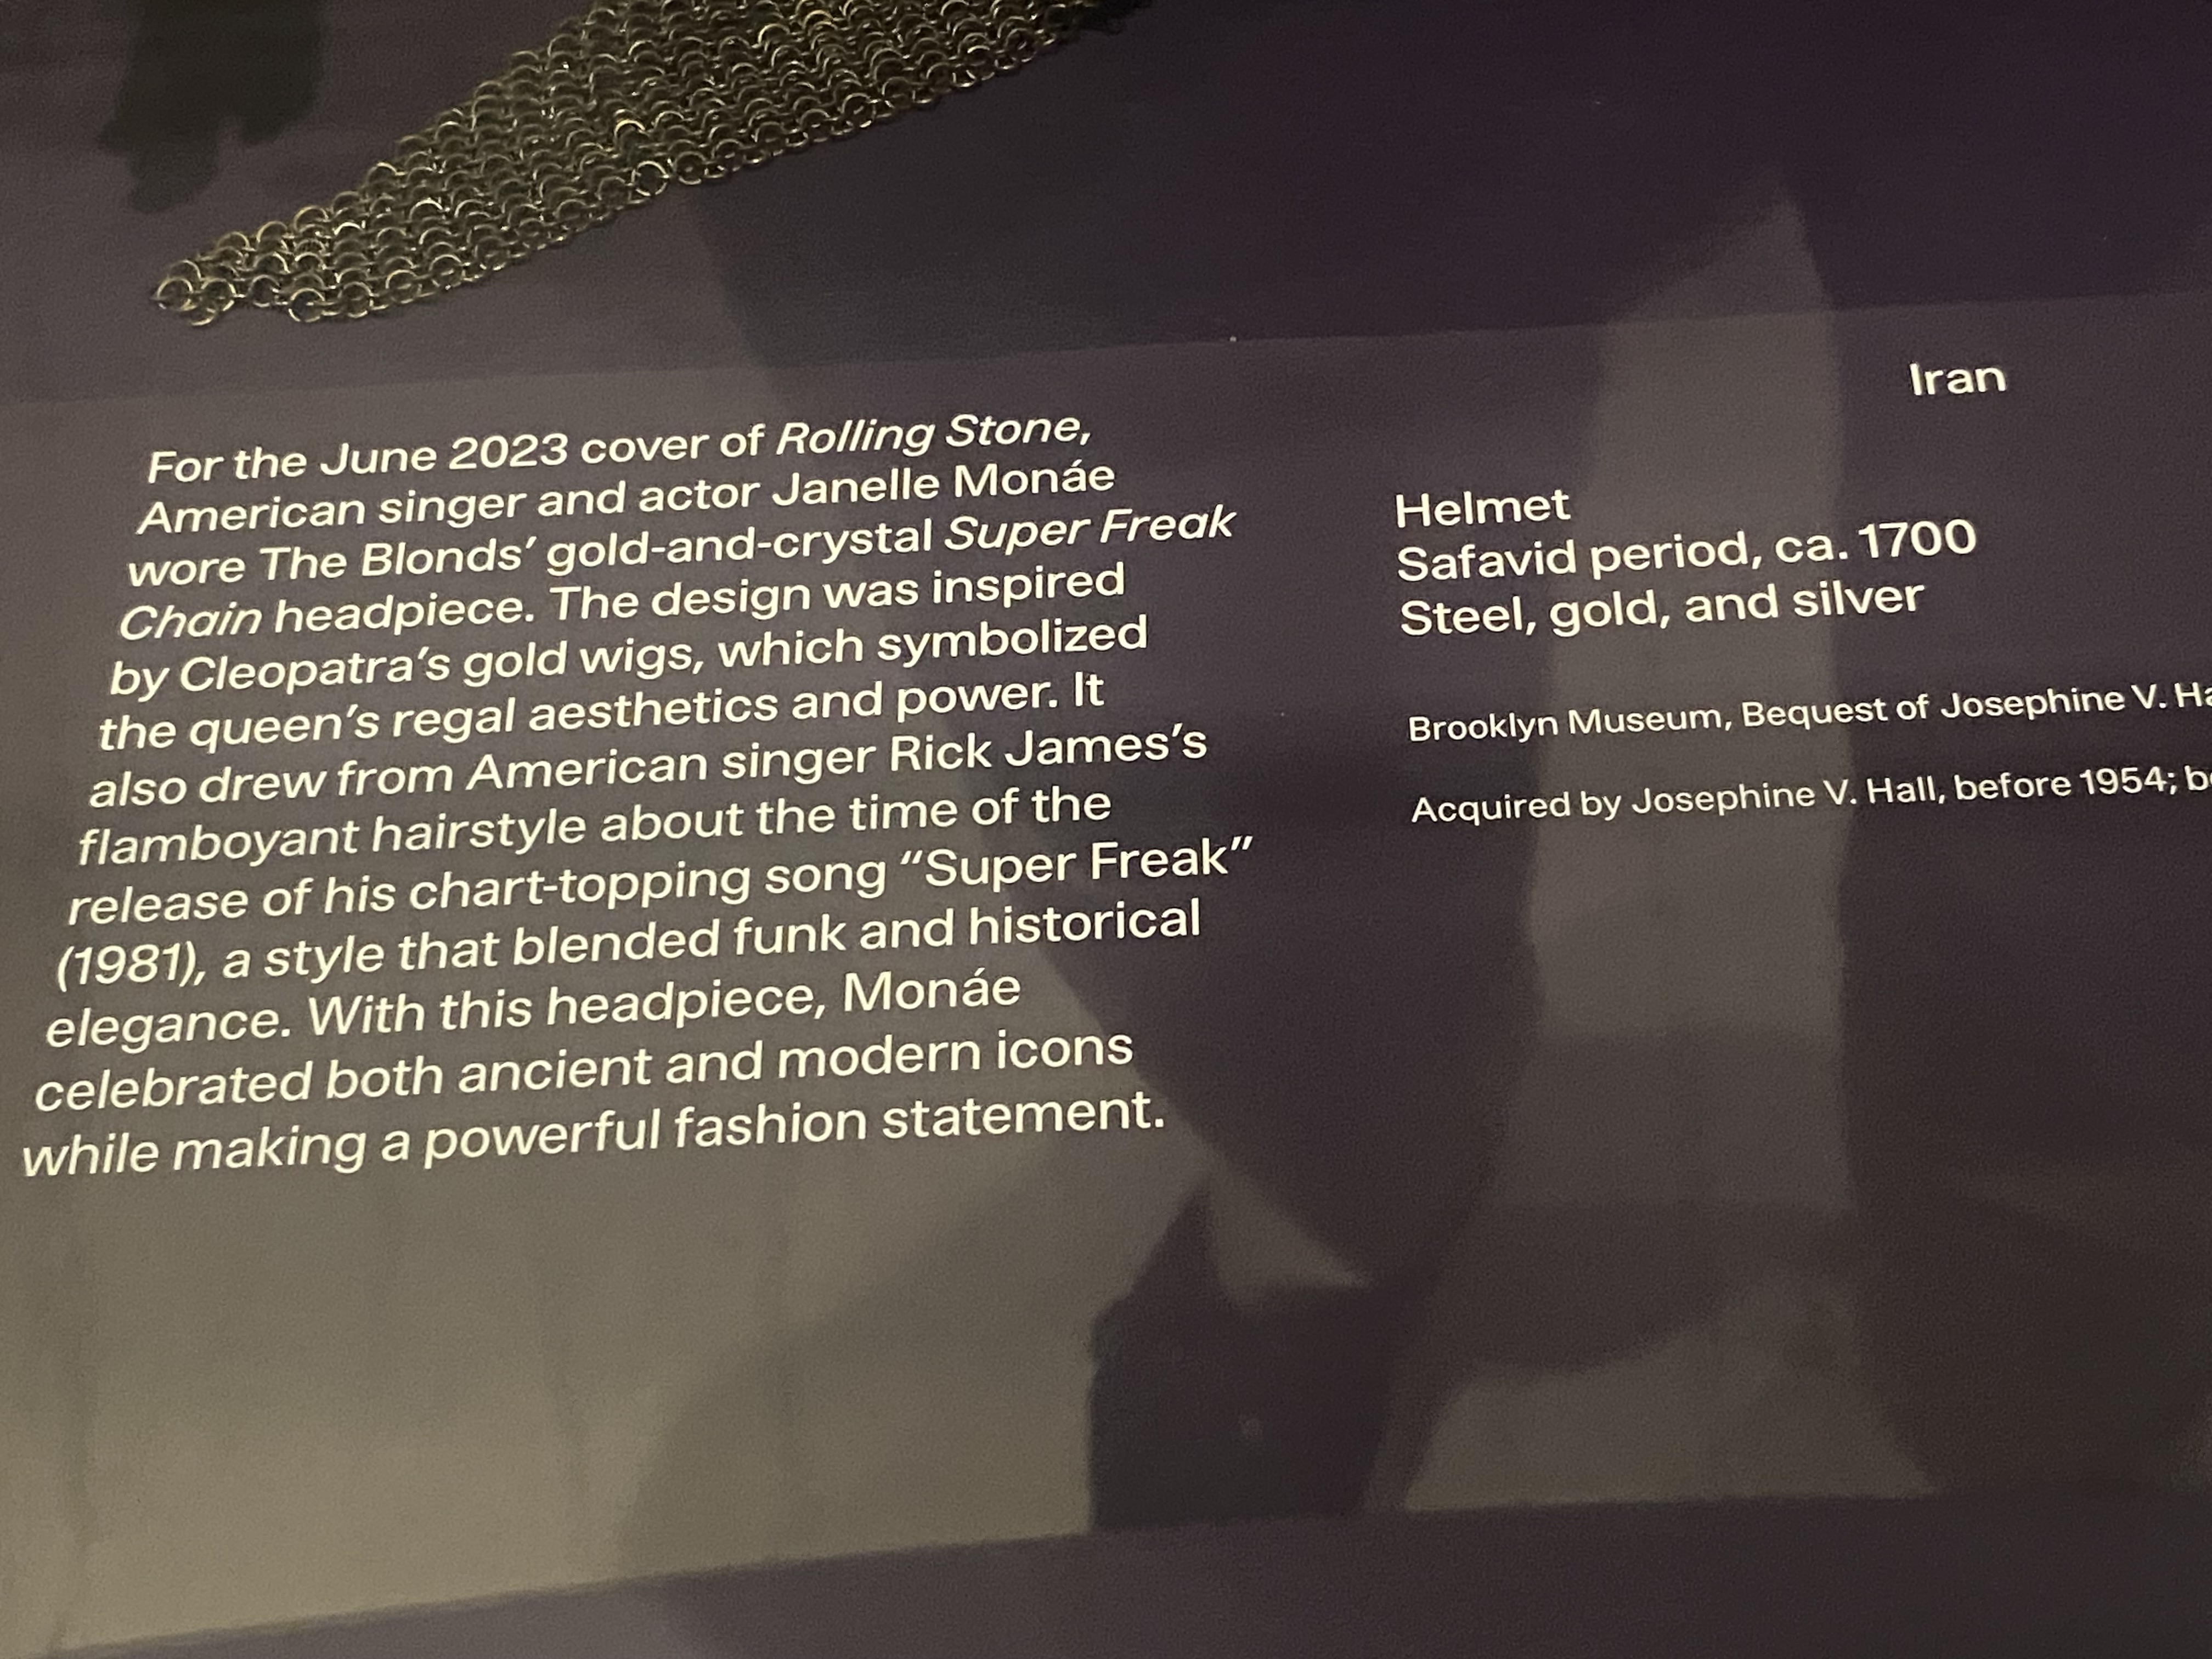 For the June 2023 cover of Rolling Stone,
American singer and actor Janelle Monáe
wore The Blonds’ gold-and-crystal Super Freak
Chain headpiece. The design was inspired
by Cleopatra’s gold wigs, which symbolized
the queen’s regal aesthetics and power. It
also drew from American singer Rick James’s
flamboyant hairstyle about the time of the
release of his chart-topping song “Super Freak”
(1981), a style that blended funk and historical
elegance. With this headpiece, Monáe
celebrated both ancient and modern icons
while making a powerful fashion statement.
Iran
Helmet
Safavid period, ca. 1700
Steel, gold, and silver
Brooklyn Museum, Bequest of Josephine V.
Acquired by Josephine V. Hall, before 1954;